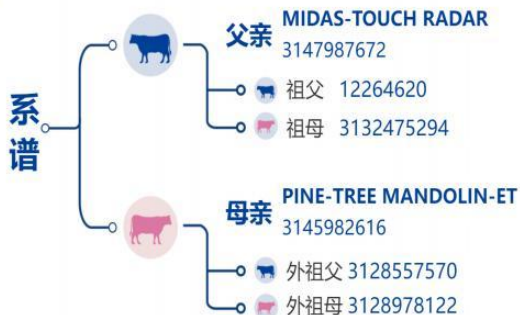 系谱
父亲 MIDAS-TOUCH RADAR
3147987672
祖父 12264620
祖母 3132475294
母亲 PINE-TREE MANDOLIN-ET
3145982616
外祖父 3128557570
外祖母 3128978122